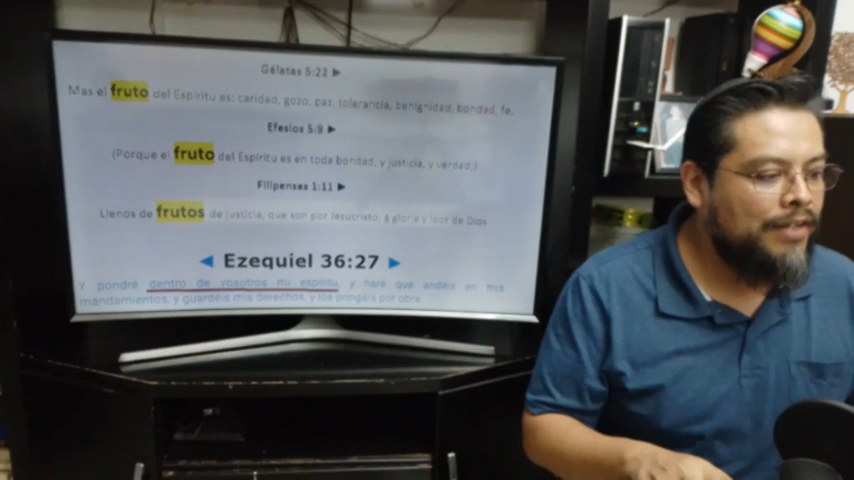 Gálatas 5:22 ►
Mas el fruto del Espíritu es: caridad, gozo, paz, tolerancia, benignidad, bondad, fe,
Efesios 5:9 ►
(Porque el fruto del Espíritu es en toda bondad, y justicia, y verdad;)
Filipenses 1:11 ►
Llenos de frutos de justicia, que son por Jesucristo, á gloria y loor de Dios
◄ Ezequiel 36:27 ►
Y pondré dentro de vosotros mi espíritu, y haré que andéis en mis
mandamientos, y guardéis mis derechos, y los pongáis por obra